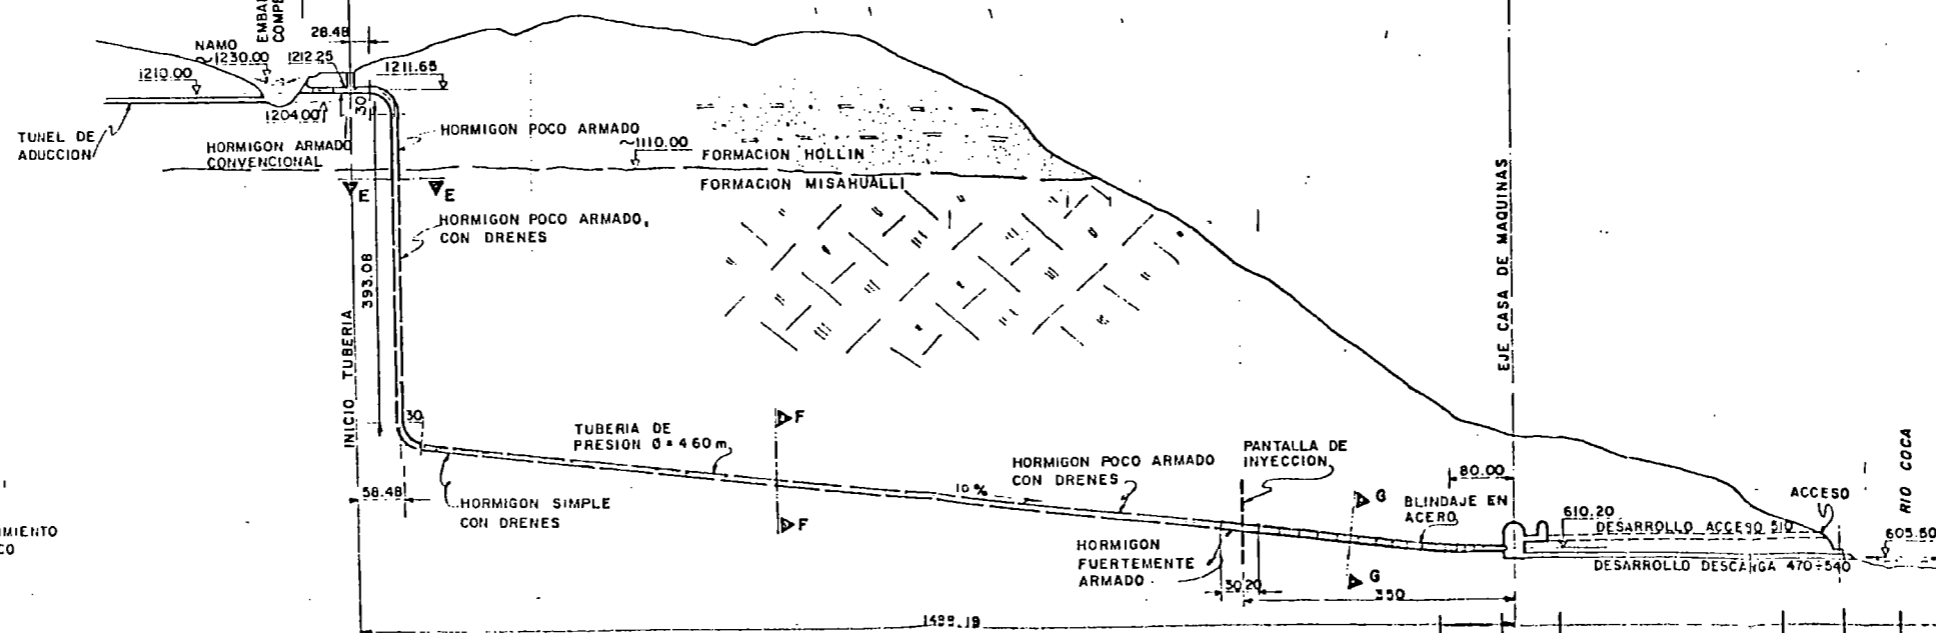 NAMO
~1230.00
1212.25
28.48
1210.00
1211.65
1204.00
30
TUNEL DE
ADUCCION
HORMIGON ARMADO
CONVENCIONAL
HORMIGON POCO ARMADO
~1110.00
FORMACION HOLLIN
FORMACION MISAHUALLI
E
E
HORMIGON POCO ARMADO,
CON DRENES
393.08
INICIO TUBERIA
EJE CASA DE MAQUINAS
30
TUBERIA DE
PRESION Ø = 4.60 m
F
F
58.48
HORMIGON SIMPLE
CON DRENES
10 %
HORMIGON POCO ARMADO
CON DRENES
PANTALLA DE
INYECCION
80.00
G
G
BLINDAJE EN
ACERO
HORMIGON
FUERTEMENTE
ARMADO
30.20
350
610.20
DESARROLLO ACCESO 510
DESARROLLO DESCARGA 470÷540
ACCESO
RIO COCA
605.60
1499.19